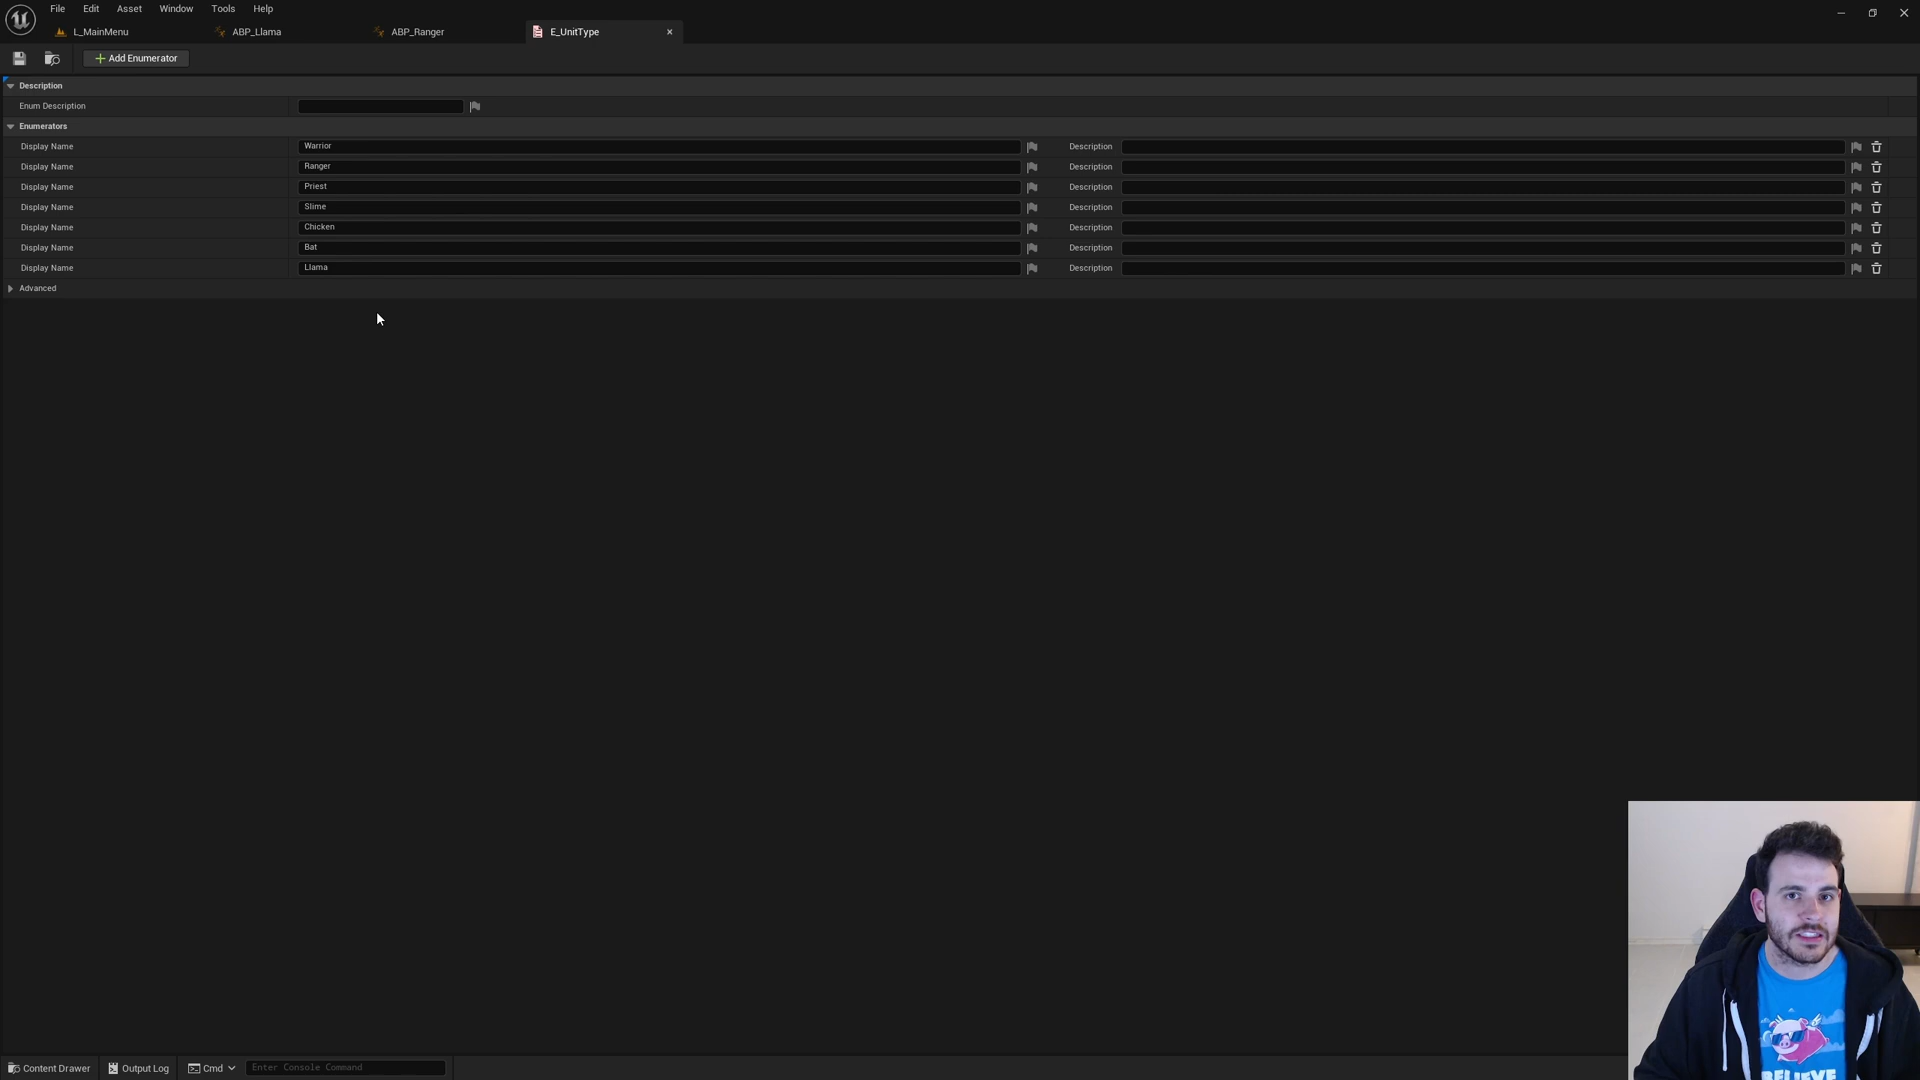 File Edit Asset Window Tools Help
L_MainMenu ABP_Llama ABP_Ranger E_UnitType
Add Enumerator
Description
Enum Description
Enumerators
Display Name Warrior Description
Display Name Ranger Description
Display Name Priest Description
Display Name Slime Description
Display Name Chicken Description
Display Name Bat Description
Display Name Llama Description
Advanced
BELIEVE
Content Drawer Output Log Cmd Enter Console Command